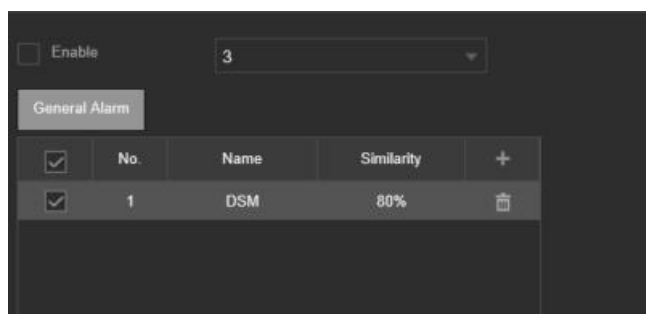 Enable 3
General Alarm
No. Name Similarity +
1 DSM 80%